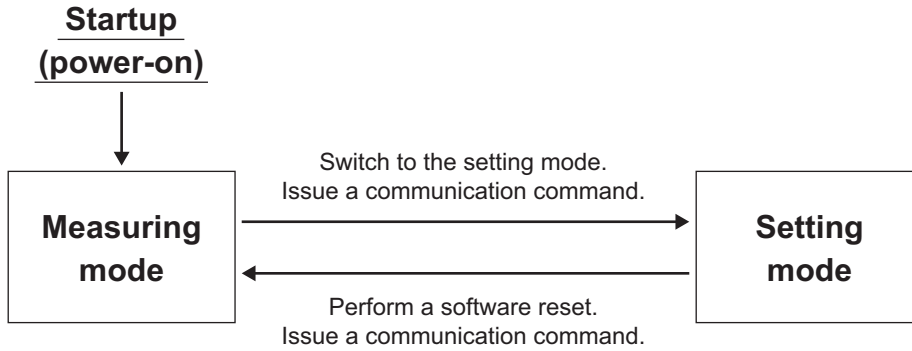 Startup
(power-on)
Switch to the setting mode.
Issue a communication command.
Measuring
mode
Setting
mode
Perform a software reset.
Issue a communication command.